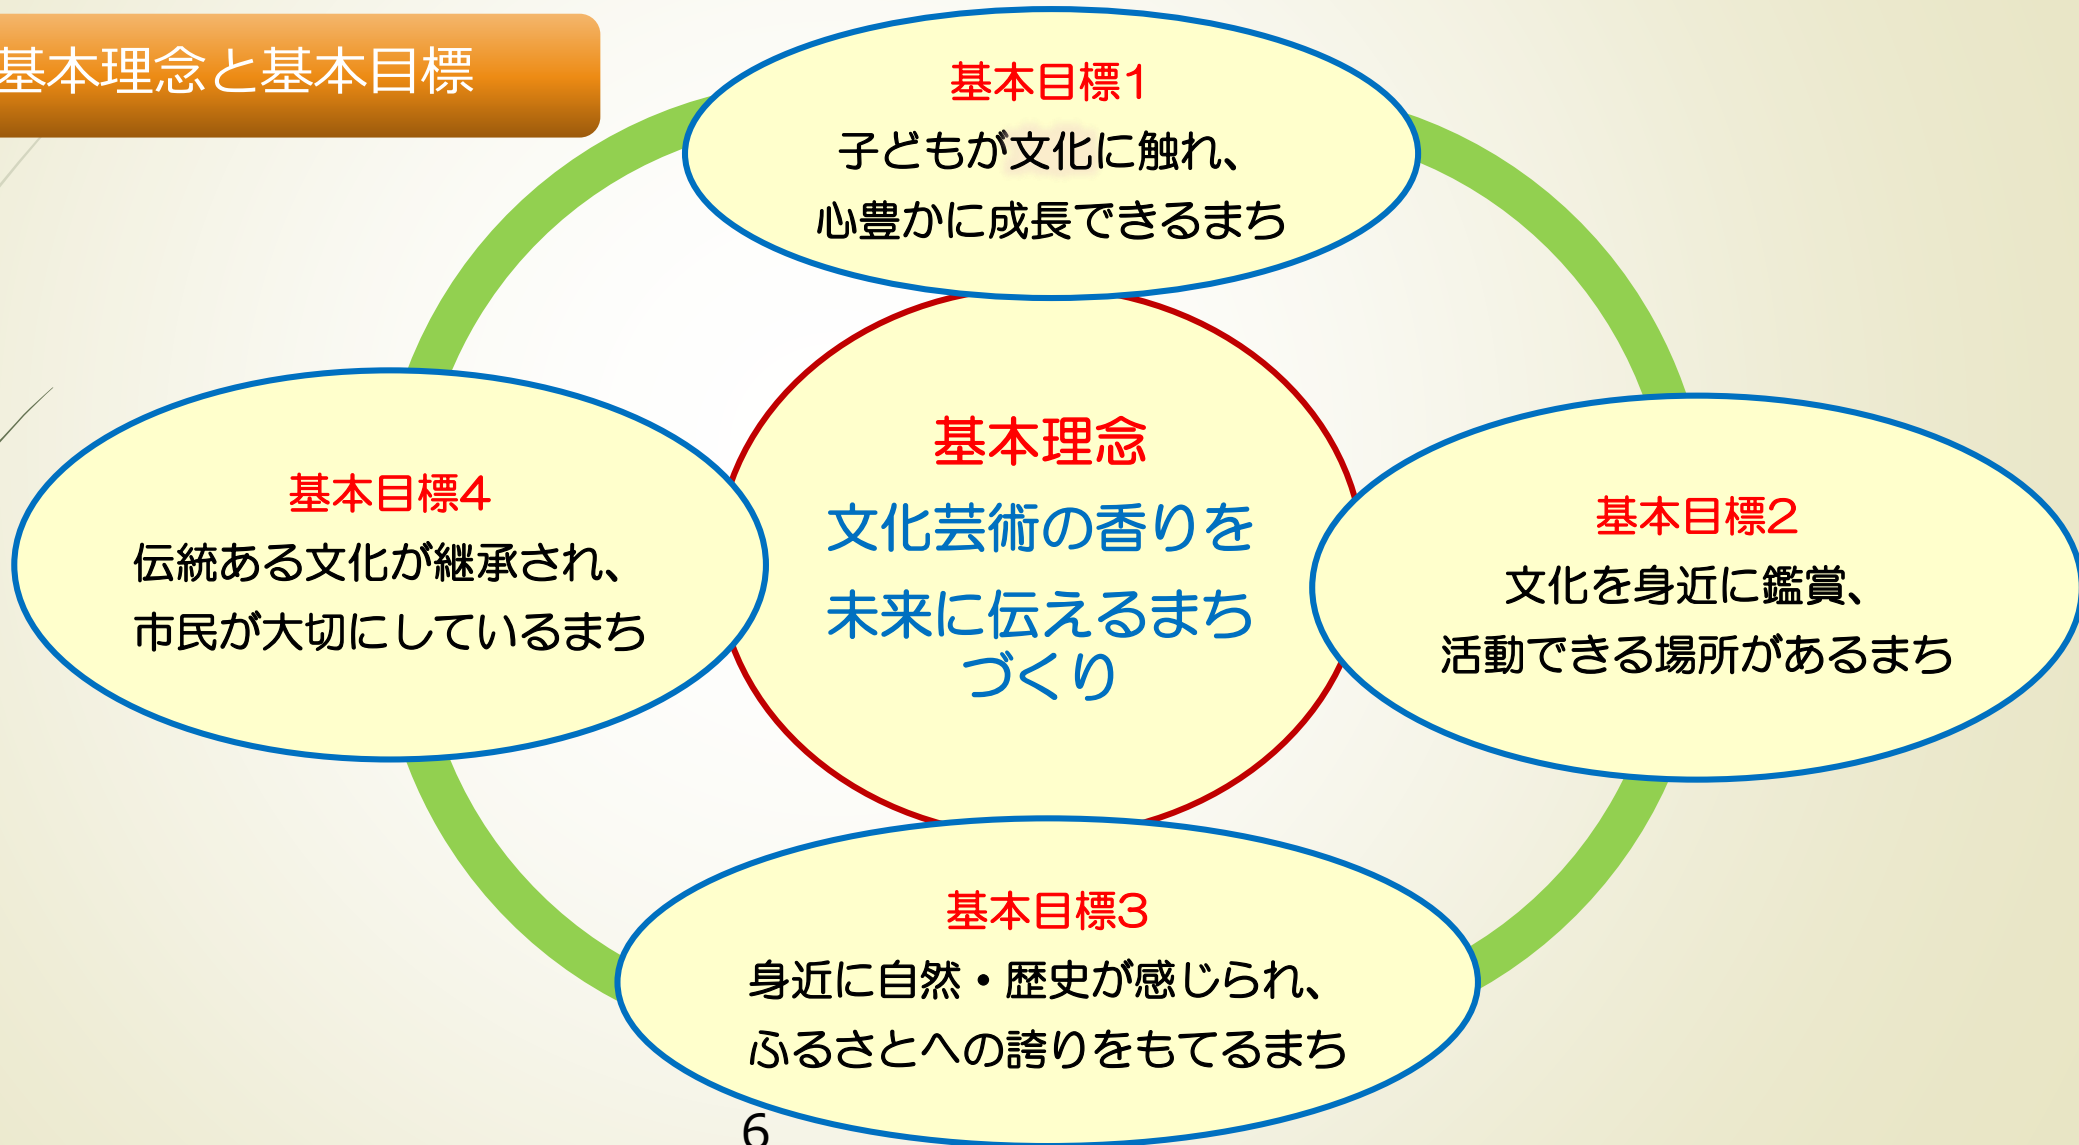 基本理念と基本目標
基本目標1
子どもが文化に触れ、
心豊かに成長できるまち
基本理念
文化芸術の香りを
未来に伝えるまち
づくり
基本目標2
文化を身近に鑑賞、
活動できる場所があるまち
基本目標3
身近に自然・歴史が感じられ、
ふるさとへの誇りをもてるまち
基本目標4
伝統ある文化が継承され、
市民が大切にしているまち
6